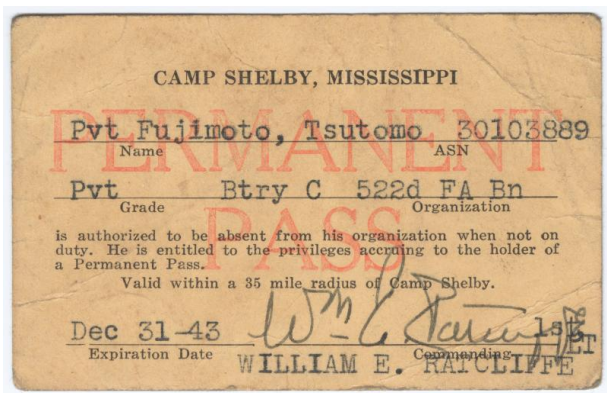 CAMP SHELBY, MISSISSIPPI
PERMANENT
Pvt Fujimoto, Tsutomo 30103889
Name ASN
Pvt Btry C 522d FA Bn
Grade Organization
PASS
is authorized to be absent from his organization when not on
duty. He is entitled to the privileges accruing to the holder of
a Permanent Pass.
Valid within a 35 mile radius of Camp Shelby.
Dec 31-43 Wm E. 1st LT
Expiration Date Commanding
WILLIAM E. RATCLIFFE